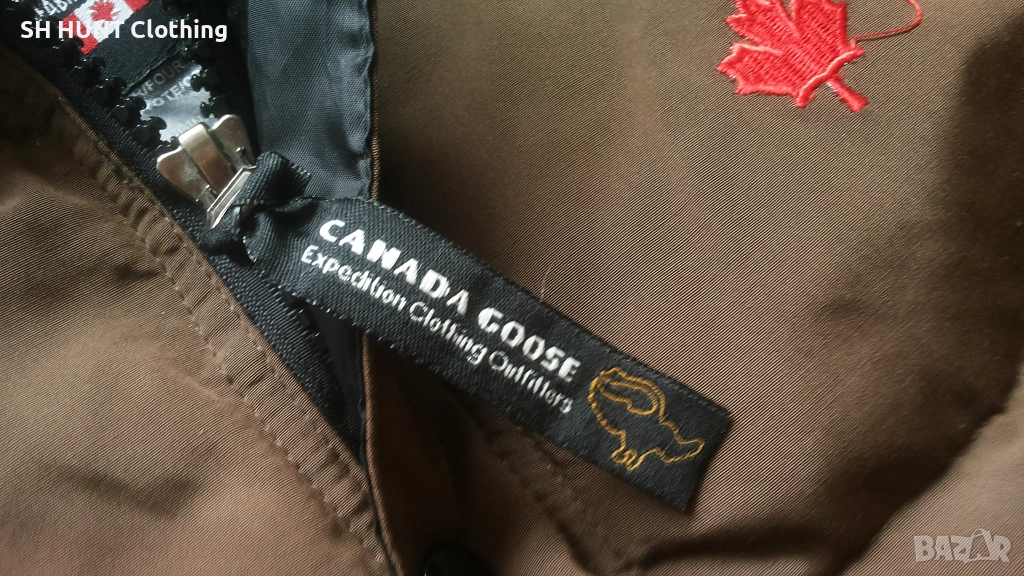 SH HUNT Clothing
CANADA GOOSE
Expedition Clothing Outfitters
BAZAR